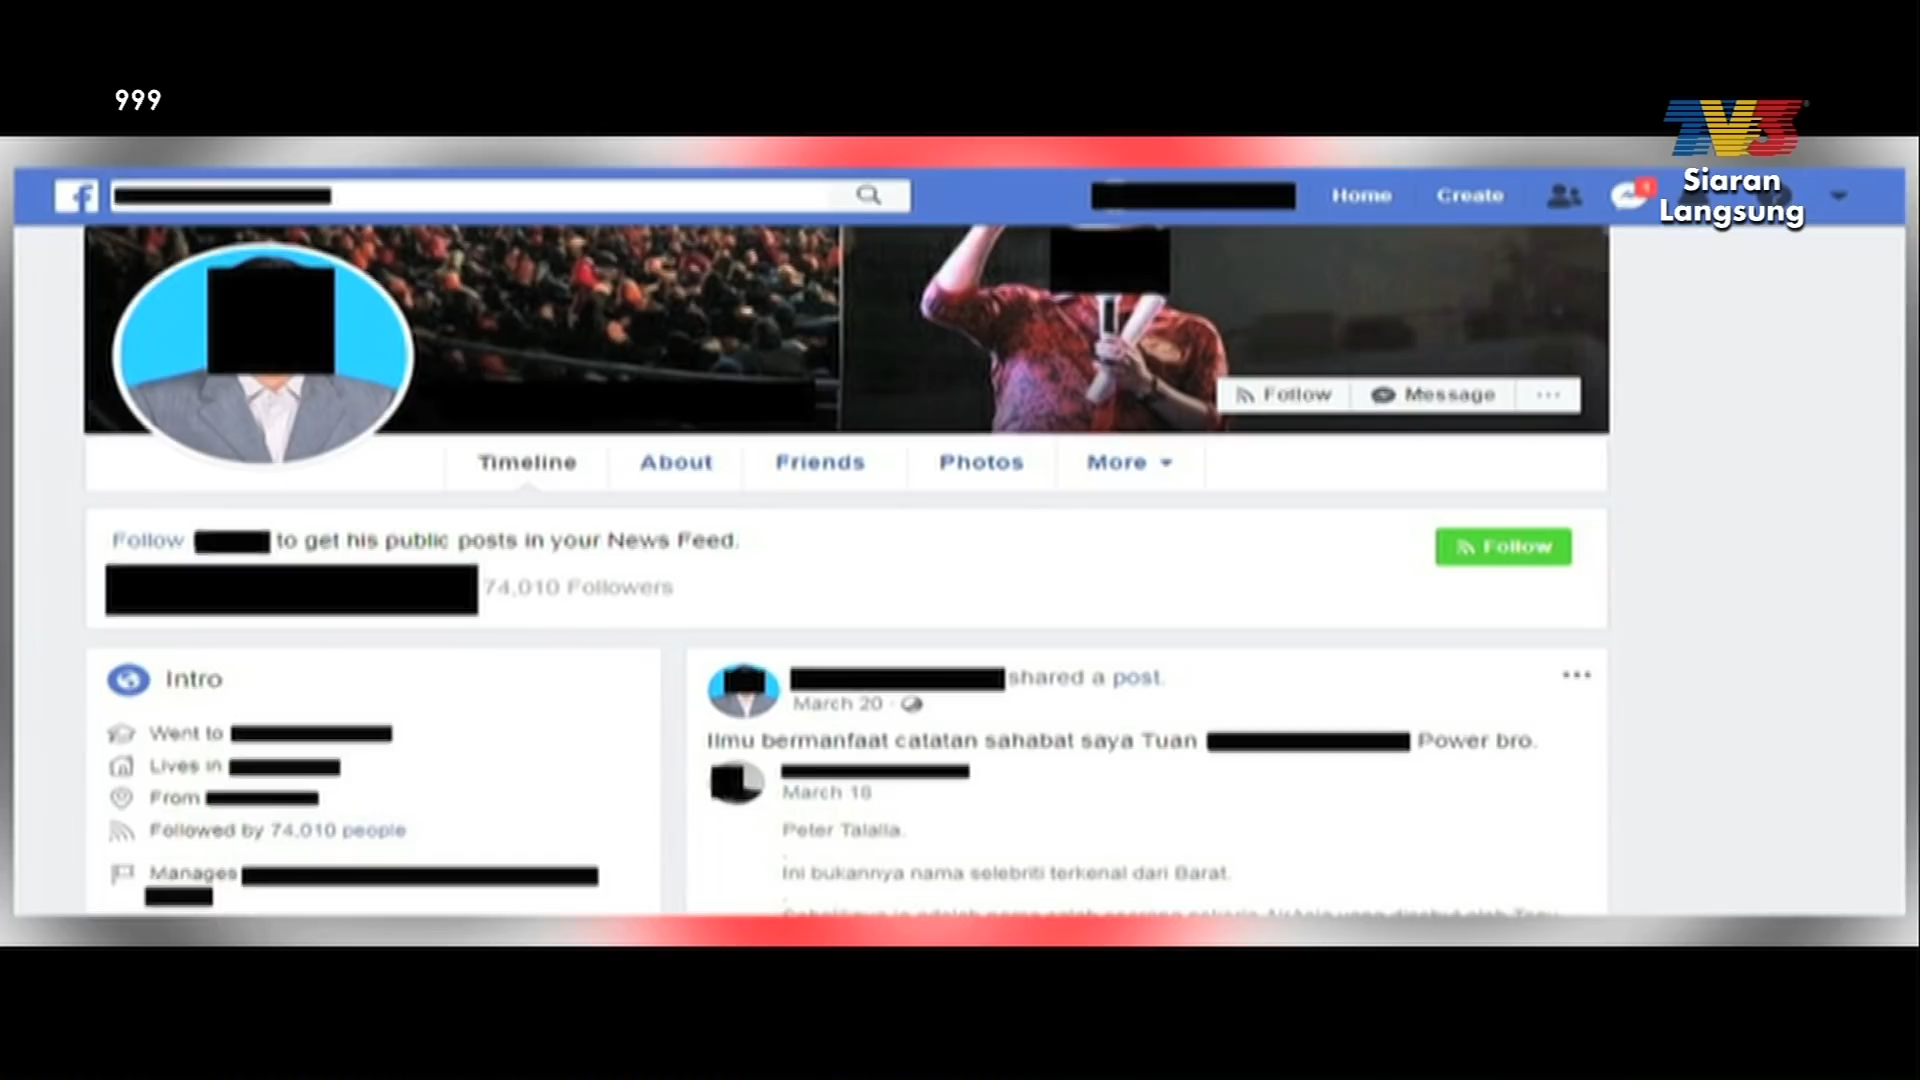 999
TV3
Siaran
Langsung
Home
Create
Follow
Message
Timeline
About
Friends
Photos
More
Follow to get his public posts in your News Feed.
Follow
74,010 Followers
Intro
Went to
Lives in
From
Followed by 74,010 people
Manages
shared a post.
March 20
Ilmu bermanfaat catatan sahabat saya Tuan Power bro.
March 18
Peter Talalla.
.
Ini bukannya nama selebriti terkenal dari Barat.
.